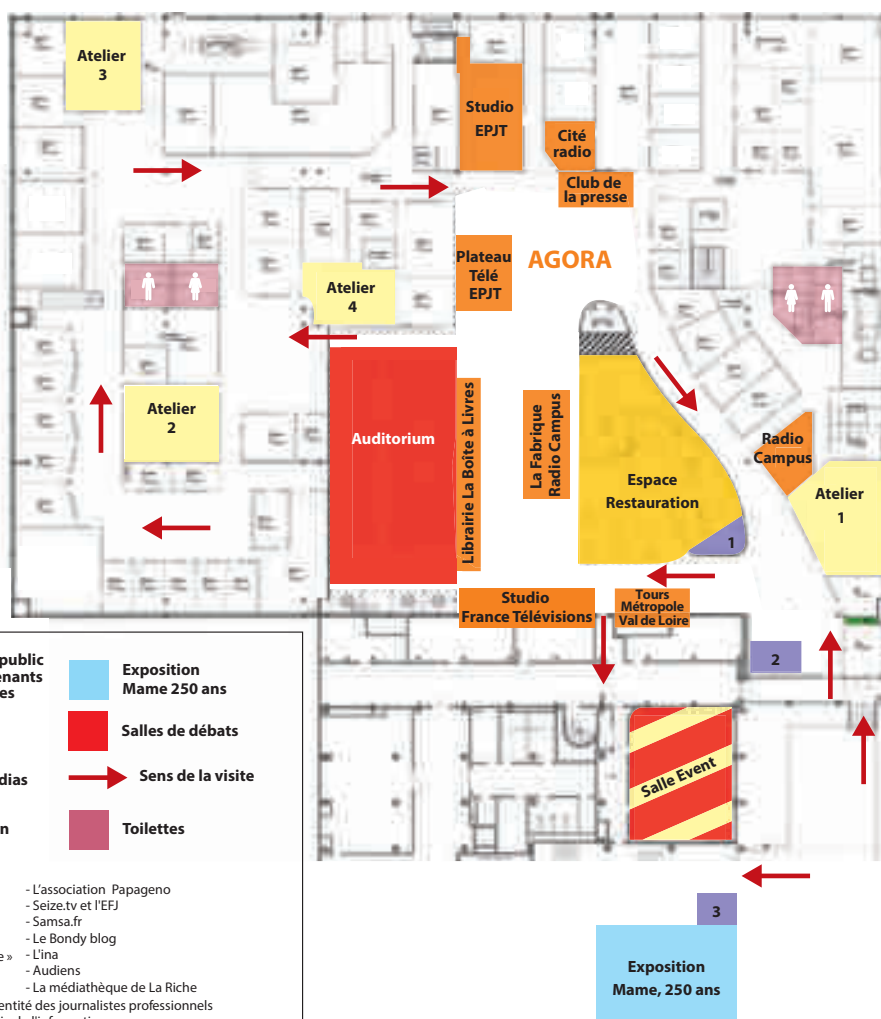 Atelier
3
Studio
EPJT
Cité
radio
Club de
la presse
Plateau
Télé
EPJT
AGORA
Atelier
4
Atelier
2
Auditorium
Librairie La Boîte à Livres
La Fabrique
Radio Campus
Espace
Restauration
1
Radio
Campus
Atelier
1
Studio
France Télévisions
Tours
Métropole
Val de Loire
2
Salle Event
3
Exposition
Mame, 250 ans
public
enants
es
dias
n
Exposition
Mame 250 ans
Salles de débats
Sens de la visite
Toilettes
- L'association Papageno
- Seize.tv et l'EFJ
- Samsa.fr
- Le Bondy blog
e » - L'ina
- Audiens
- La médiathèque de La Riche
entité des journalistes professionnels